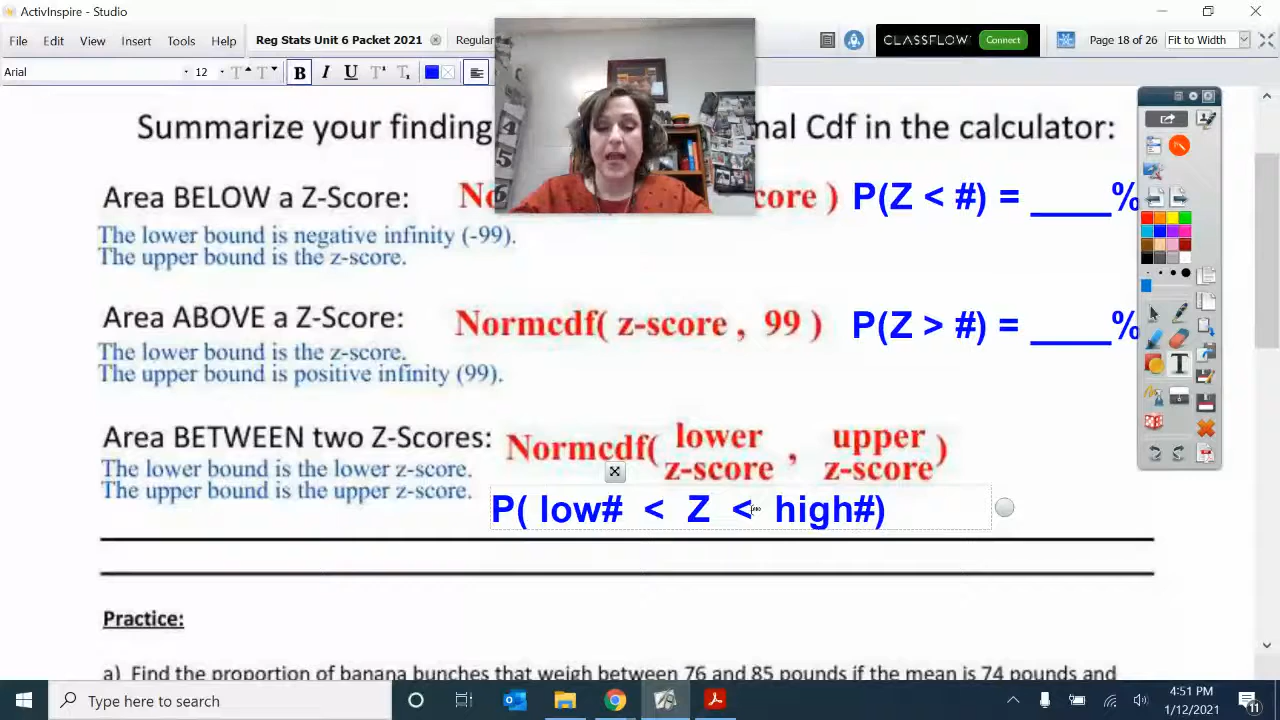 ActivInspire - Studio
File Edit View Insert Tools Help Reg Stats Unit 6 Packet 2021 Regular
CLASSFLOW Connect Page 18 of 26 Fit to Width
Arial 12 B I U
Summarize your finding nal Cdf in the calculator:
Area BELOW a Z-Score: No core ) P(Z < #) = ____%
The lower bound is negative infinity (-99).
The upper bound is the z-score.
Area ABOVE a Z-Score: Normcdf( z-score , 99 ) P(Z > #) = ____%
The lower bound is the z-score.
The upper bound is positive infinity (99).
Area BETWEEN two Z-Scores: Normcdf( lower z-score , upper z-score )
The lower bound is the lower z-score.
The upper bound is the upper z-score.
P( low# < Z < high#)
Practice:
a) Find the proportion of banana bunches that weigh between 76 and 85 pounds if the mean is 74 pounds and
Type here to search
4:51 PM
1/12/2021
11